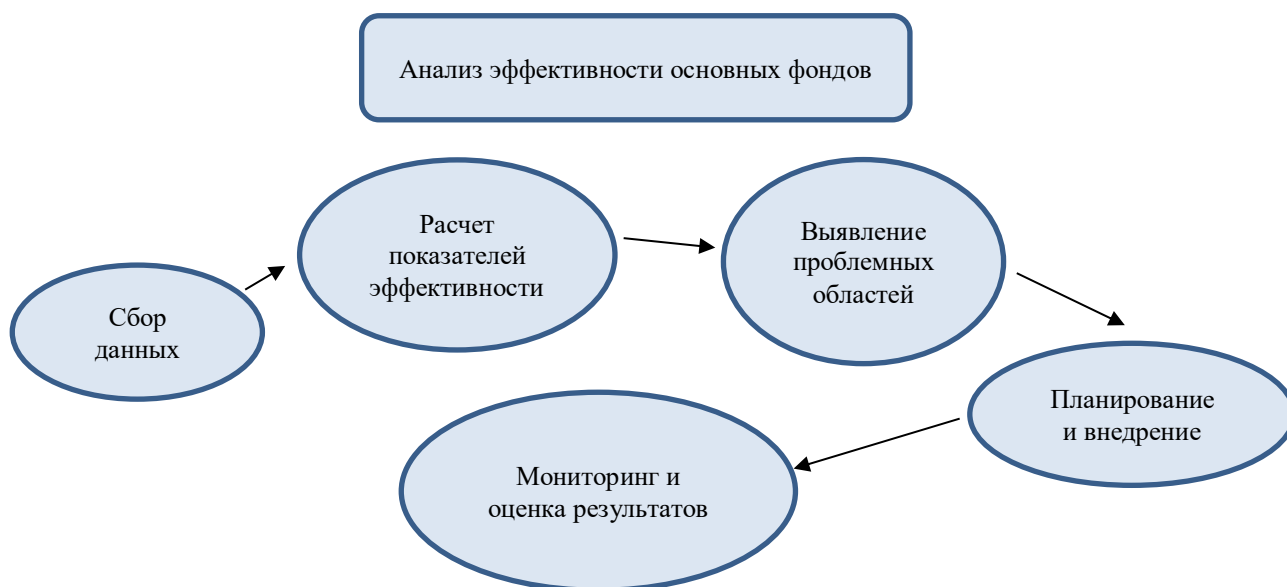 Анализ эффективности основных фондов
Сбор
данных
Расчет
показателей
эффективности
Выявление
проблемных
областей
Планирование
и внедрение
Мониторинг и
оценка результатов